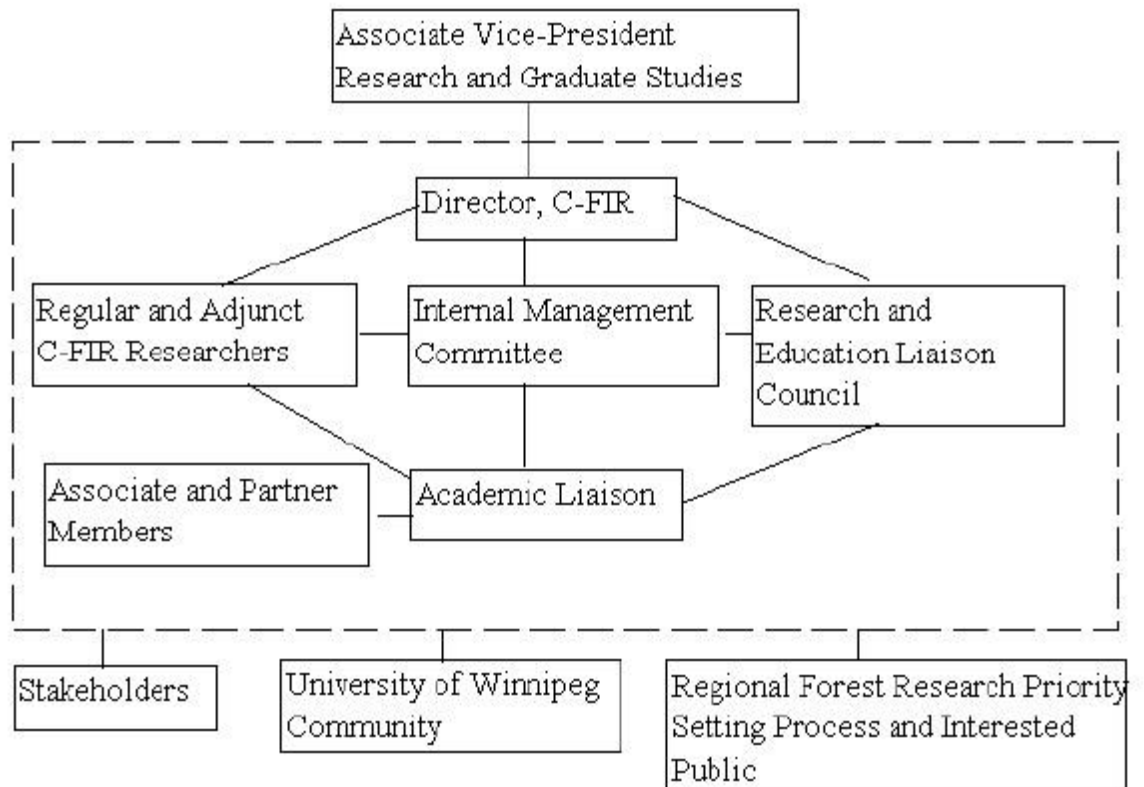 Associate Vice-President
Research and Graduate Studies
Director, C-FIR
Regular and Adjunct
C-FIR Researchers
Internal Management
Committee
Research and
Education Liaison
Council
Associate and Partner
Members
Academic Liaison
Stakeholders
University of Winnipeg
Community
Regional Forest Research Priority
Setting Process and Interested
Public